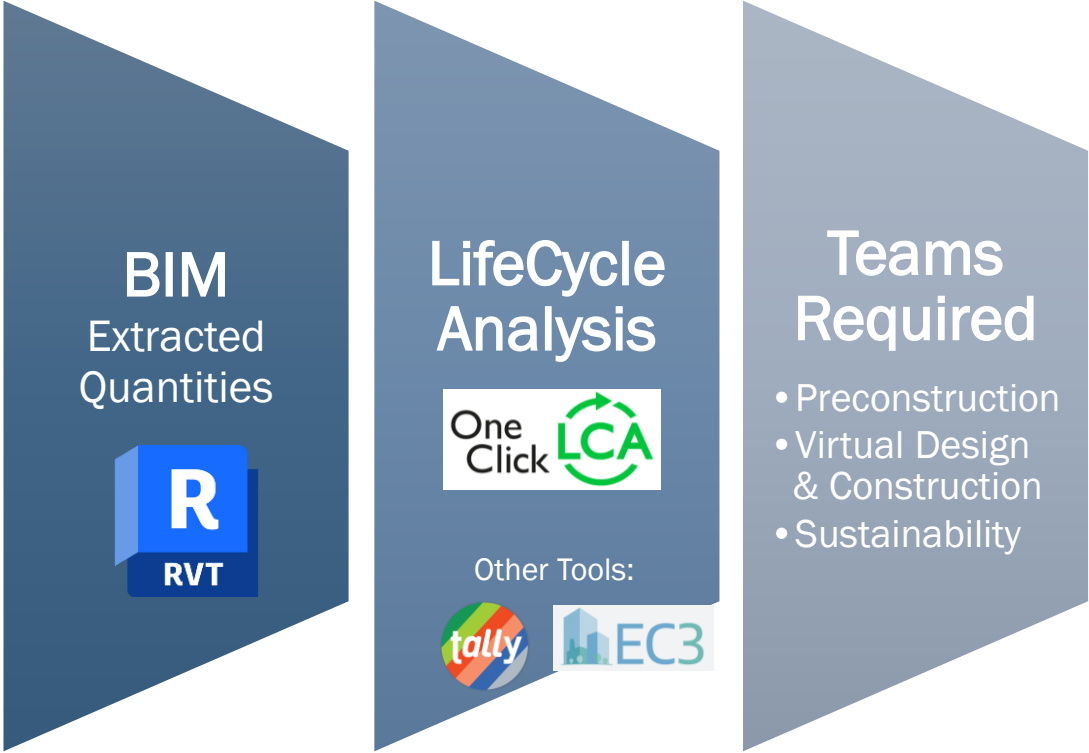 BIM
Extracted
Quantities
R
RVT
LifeCycle
Analysis
One
Click
LCA
Other Tools:
tally
EC3
Teams
Required
•Preconstruction
•Virtual Design
& Construction
•Sustainability